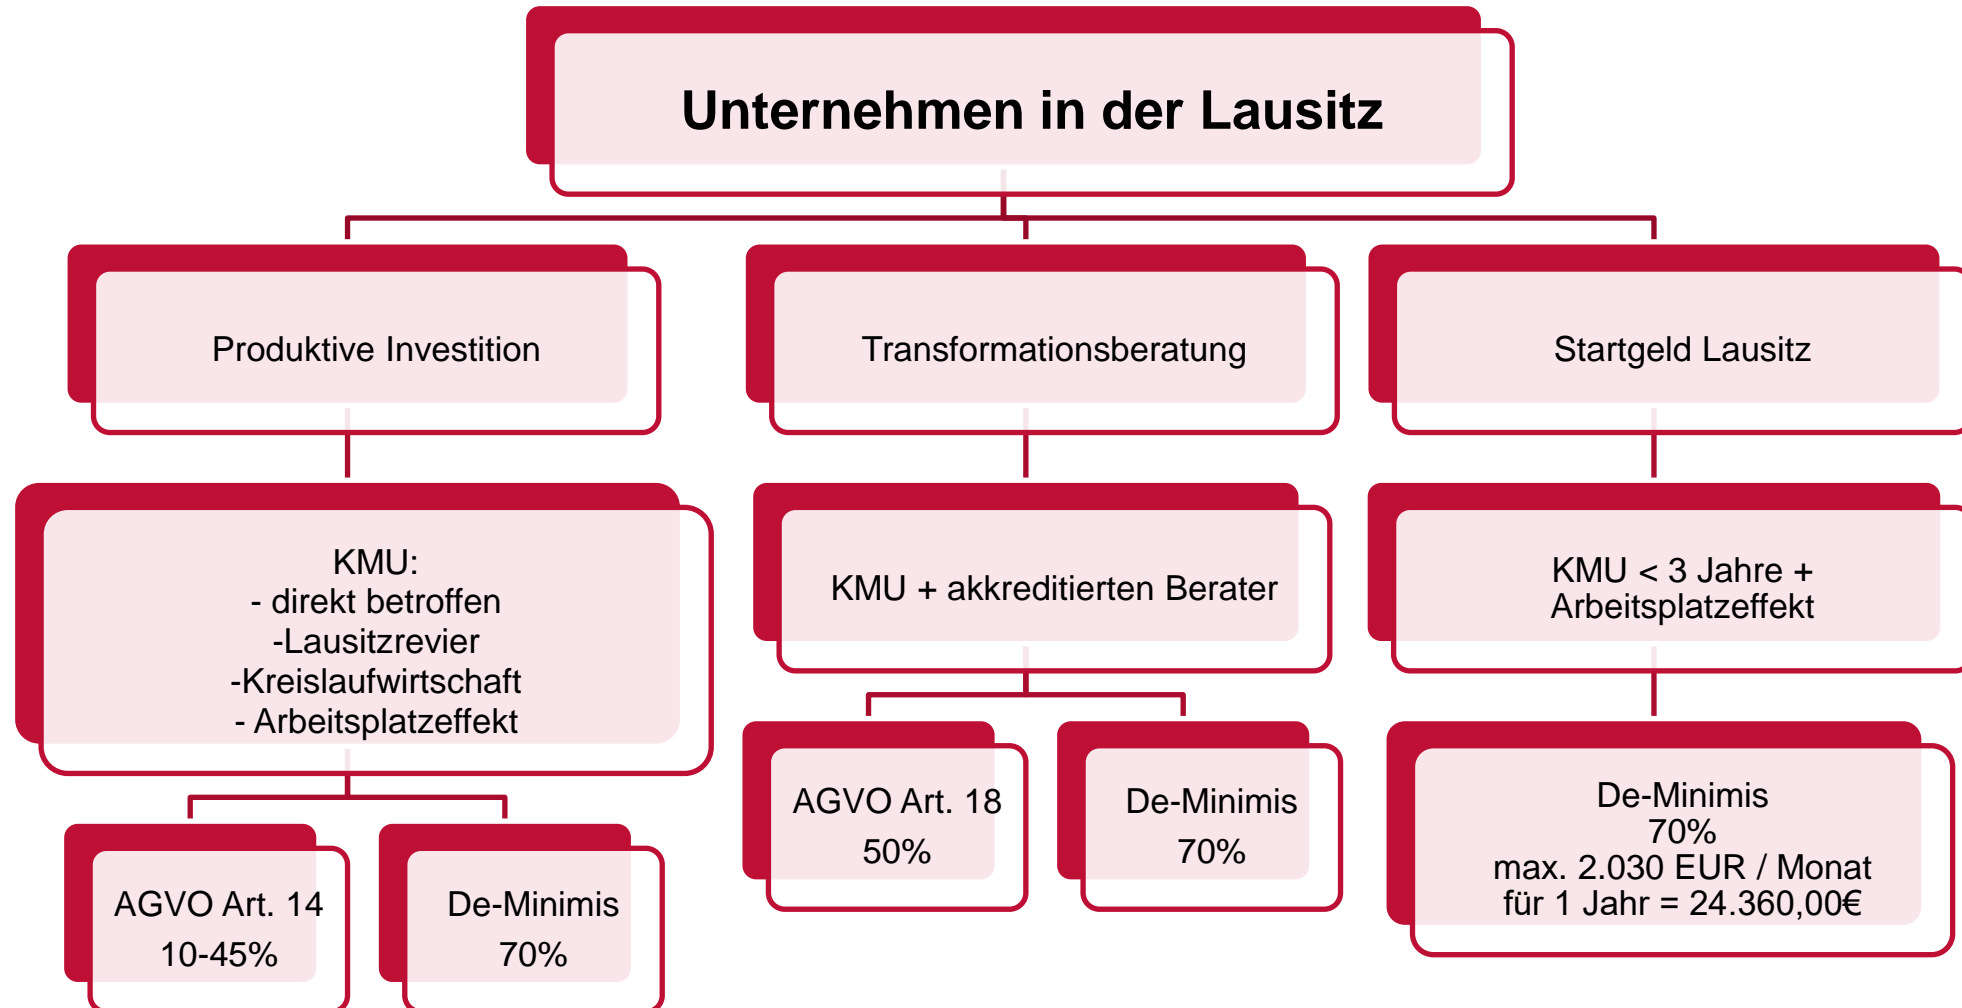 Unternehmen in der Lausitz
Produktive Investition
Transformationsberatung
Startgeld Lausitz
KMU:
- direkt betroffen
-Lausitzrevier
-Kreislaufwirtschaft
- Arbeitsplatzeffekt
KMU + akkreditierten Berater
KMU < 3 Jahre +
Arbeitsplatzeffekt
AGVO Art. 14
10-45%
De-Minimis
70%
AGVO Art. 18
50%
De-Minimis
70%
De-Minimis
70%
max. 2.030 EUR / Monat
für 1 Jahr = 24.360,00€